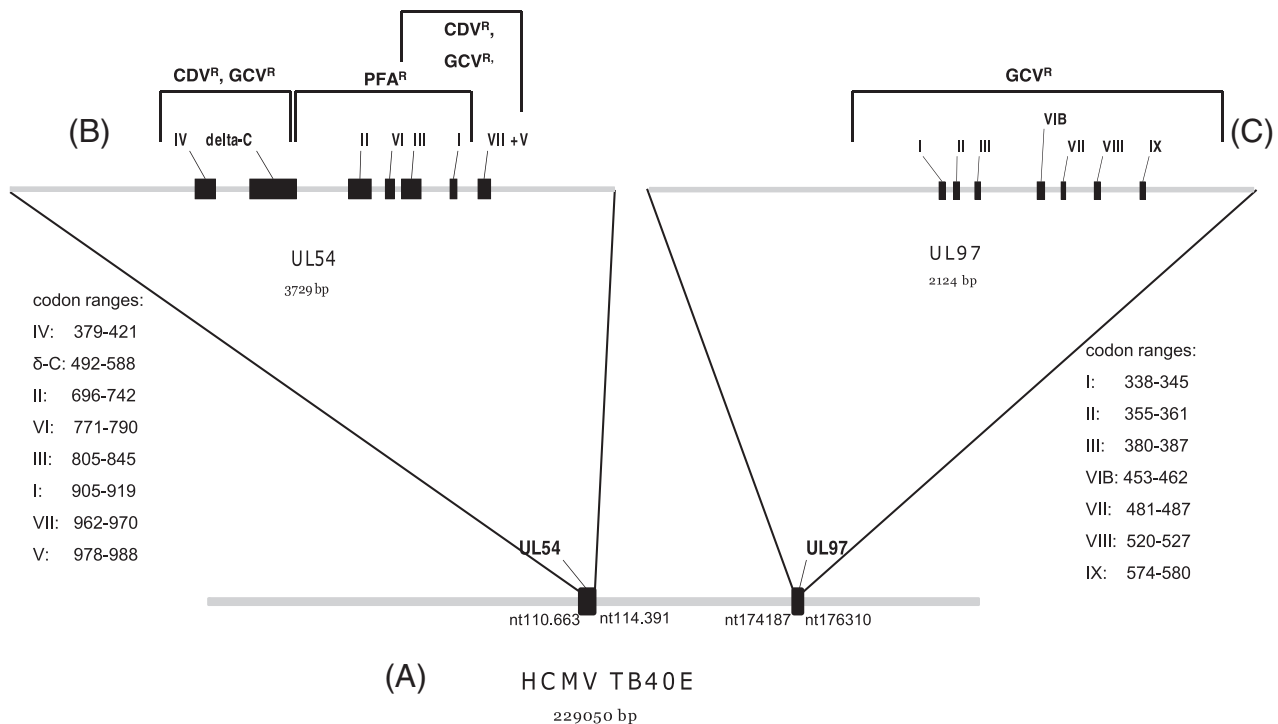 CDVᴿ,
GCVᴿ,
CDVᴿ, GCVᴿ
PFAᴿ
GCVᴿ
(B)
IV delta-C II VI III I VII +V
(C)
I II III VIB VII VIII IX
UL54
3729 bp
UL97
2124 bp
codon ranges:
IV: 379-421
δ-C: 492-588
II: 696-742
VI: 771-790
III: 805-845
I: 905-919
VII: 962-970
V: 978-988
codon ranges:
I: 338-345
II: 355-361
III: 380-387
VIB: 453-462
VII: 481-487
VIII: 520-527
IX: 574-580
UL54
UL97
nt110.663 nt114.391
nt174187 nt176310
(A)
HCMV TB40E
229050 bp